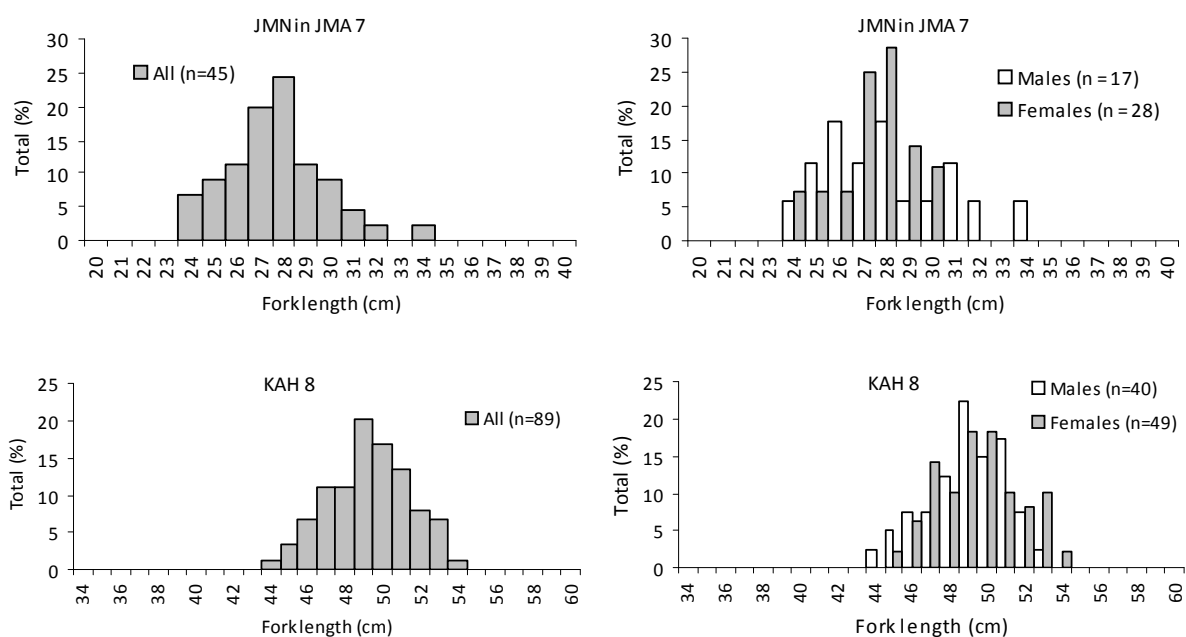 JMN in JMA 7
Total (%)
30
25
20
15
10
5
0
All (n=45)
20 21 22 23 24 25 26 27 28 29 30 31 32 33 34 35 36 37 38 39 40
Fork length (cm)
JMN in JMA 7
Total (%)
30
25
20
15
10
5
0
Males (n = 17)
Females (n = 28)
20 21 22 23 24 25 26 27 28 29 30 31 32 33 34 35 36 37 38 39 40
Fork length (cm)
KAH 8
Total (%)
25
20
15
10
5
0
All (n=89)
34 36 38 40 42 44 46 48 50 52 54 56 58 60
Fork length (cm)
KAH 8
Total (%)
25
20
15
10
5
0
Males (n=40)
Females (n=49)
34 36 38 40 42 44 46 48 50 52 54 56 58 60
Fork length (cm)